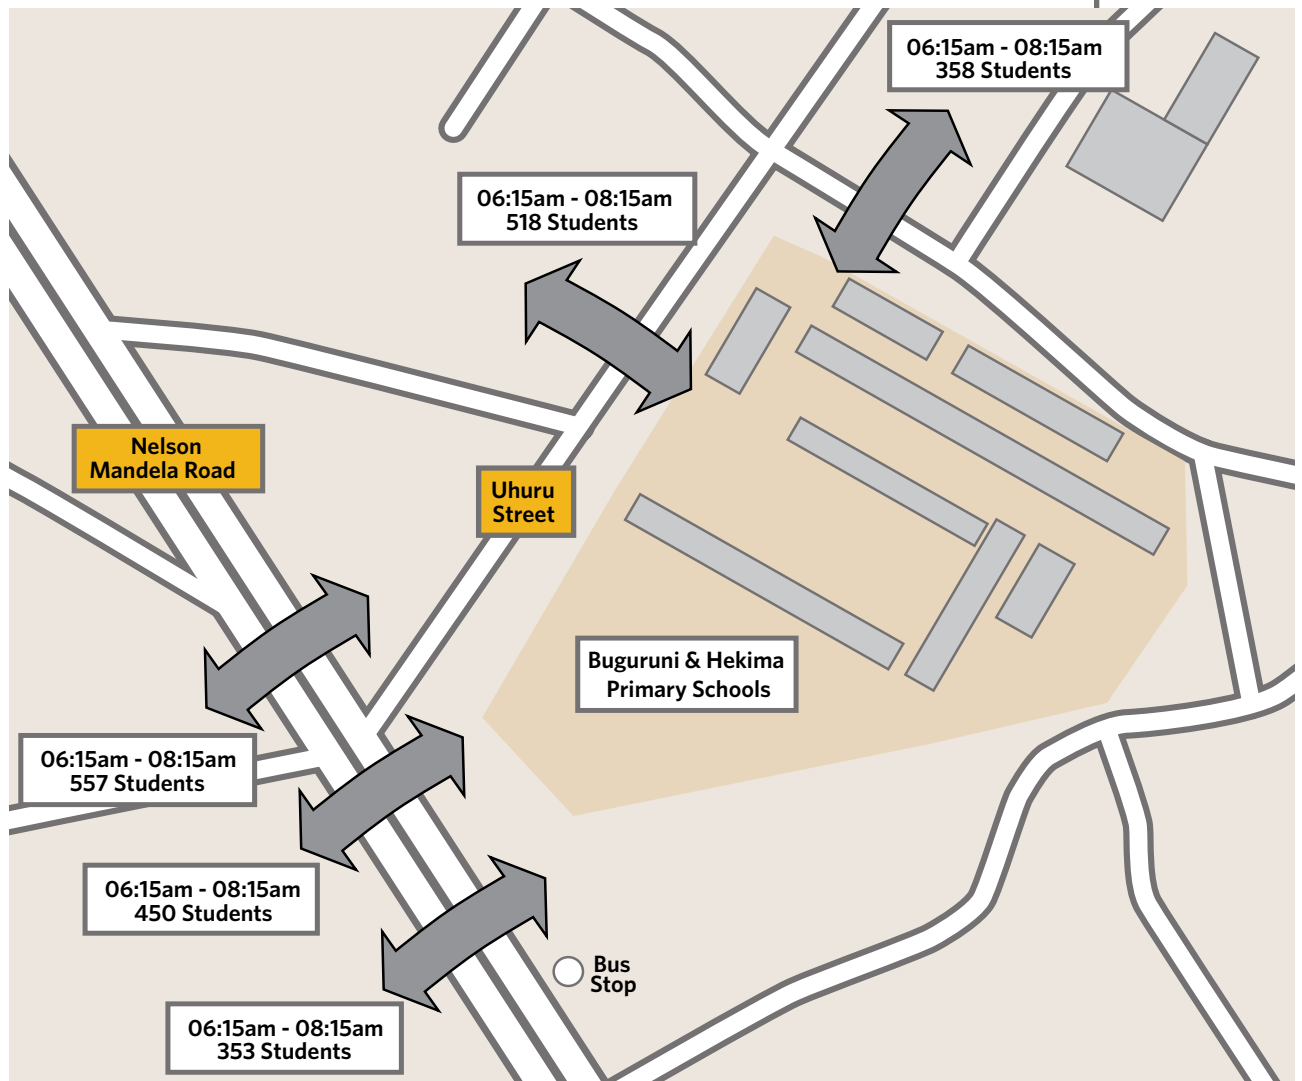 06:15am - 08:15am
358 Students
06:15am - 08:15am
518 Students
Nelson
Mandela Road
Uhuru
Street
Buguruni & Hekima
Primary Schools
06:15am - 08:15am
557 Students
06:15am - 08:15am
450 Students
Bus
Stop
06:15am - 08:15am
353 Students